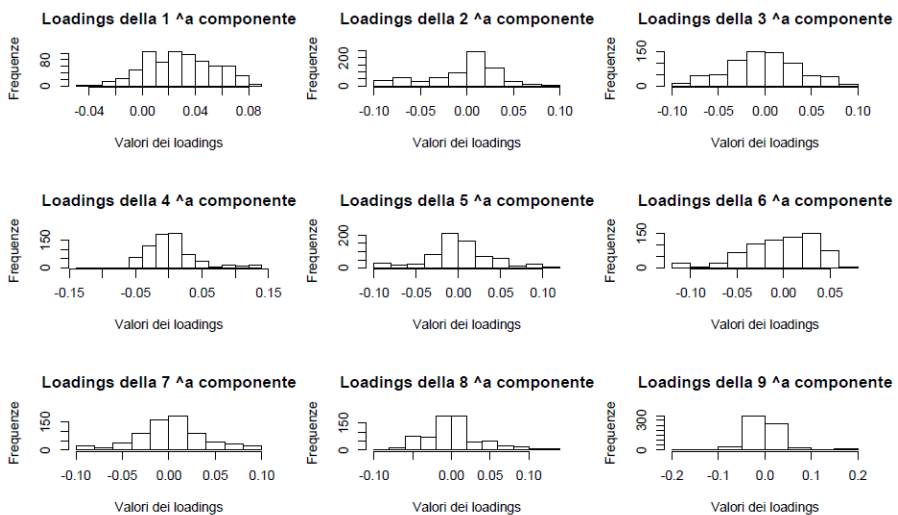 Loadings della 1 ^a componente
Frequenze
0 80
-0.04 0.00 0.04 0.08
Valori dei loadings
Loadings della 2 ^a componente
Frequenze
0 200
-0.10 -0.05 0.00 0.05 0.10
Valori dei loadings
Loadings della 3 ^a componente
Frequenze
0 150
-0.10 -0.05 0.00 0.05 0.10
Valori dei loadings
Loadings della 4 ^a componente
Frequenze
0 150
-0.15 -0.05 0.05 0.15
Valori dei loadings
Loadings della 5 ^a componente
Frequenze
0 200
-0.10 0.00 0.05 0.10
Valori dei loadings
Loadings della 6 ^a componente
Frequenze
0 150
-0.10 0.00 0.05
Valori dei loadings
Loadings della 7 ^a componente
Frequenze
0 150
-0.10 -0.05 0.00 0.05 0.10
Valori dei loadings
Loadings della 8 ^a componente
Frequenze
0 150
-0.10 0.00 0.05 0.10
Valori dei loadings
Loadings della 9 ^a componente
Frequenze
0 300
-0.2 -0.1 0.0 0.1 0.2
Valori dei loadings